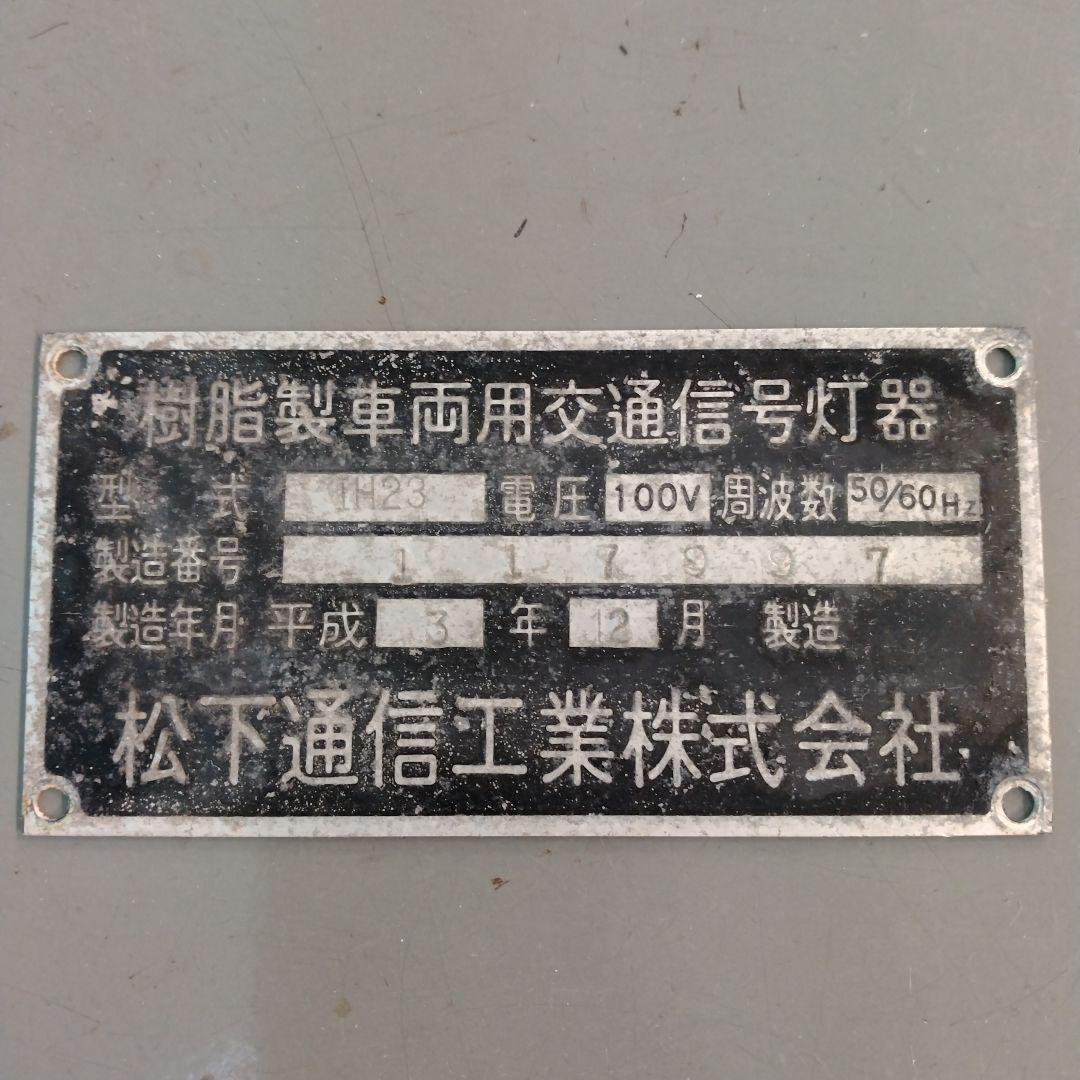 樹脂製車両用交通信号灯器
型式 1H23 電圧 100V 周波数 50/60Hz
製造番号 117997
製造年月 平成 3 年 12 月 製造
松下通信工業株式会社